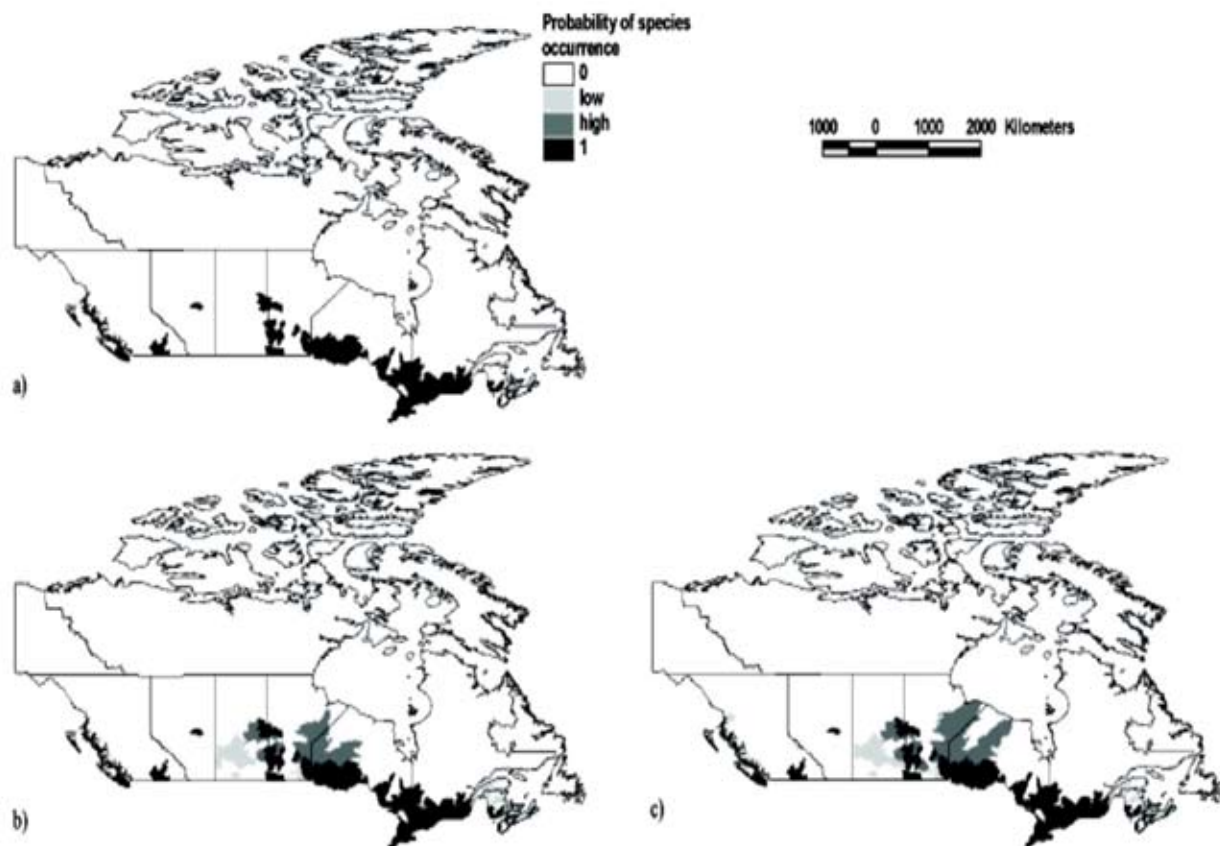 Probability of species
occurrence
0
low
high
1
1000 0 1000 2000 Kilometers
a)
b)
c)